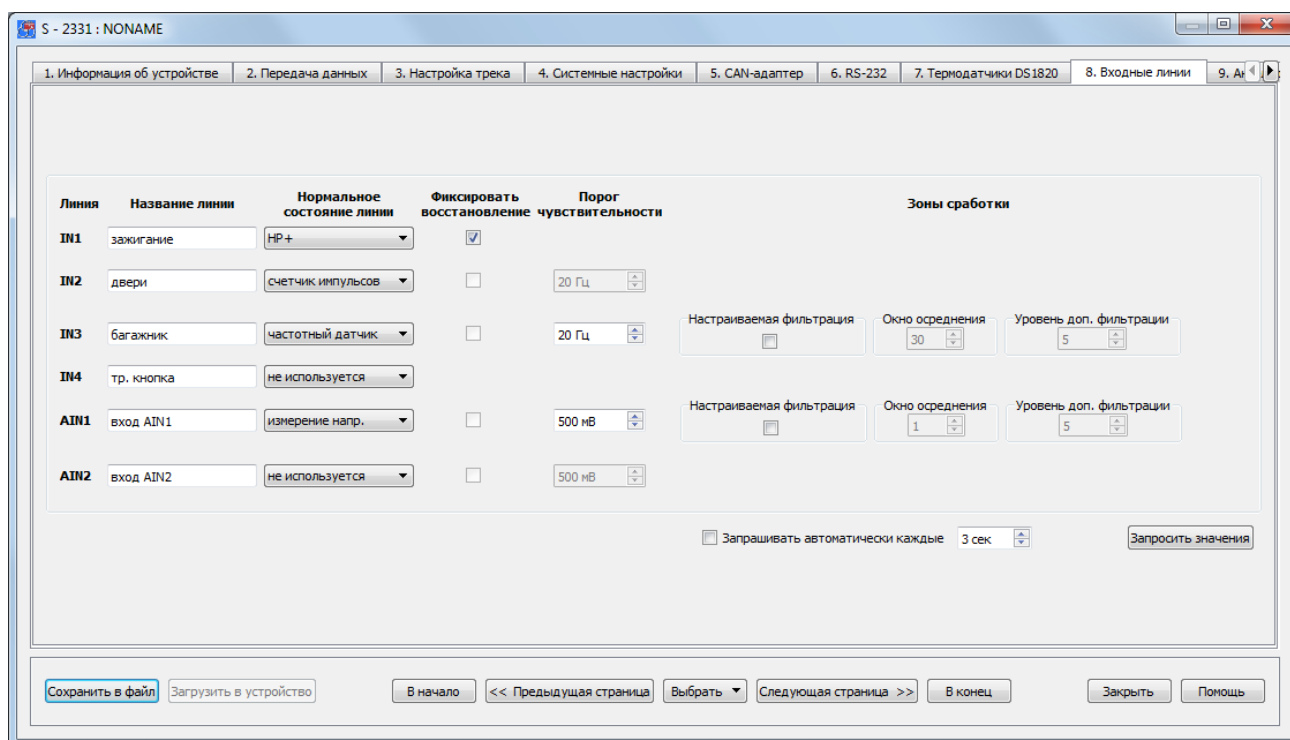 S - 2331 : NONAME
1. Информация об устройстве 2. Передача данных 3. Настройка трека 4. Системные настройки 5. CAN-адаптер 6. RS-232 7. Термодатчики DS1820 8. Входные линии 9.
Линия Название линии Нормальное состояние линии Фиксировать восстановление Порог чувствительности Зоны сработки
IN1 зажигание НР+
IN2 двери счетчик импульсов 20 Гц
Настраиваемая фильтрация Окно осреднения Уровень доп. фильтрации
IN3 багажник частотный датчик 20 Гц 30 5
IN4 тр. кнопка не используется
Настраиваемая фильтрация Окно осреднения Уровень доп. фильтрации
AIN1 вход AIN1 измерение напр. 500 мВ 1 5
AIN2 вход AIN2 не используется 500 мВ
Запрашивать автоматически каждые 3 сек Запросить значения
Сохранить в файл Загрузить в устройство В начало << Предыдущая страница Выбрать Следующая страница >> В конец Закрыть Помощь